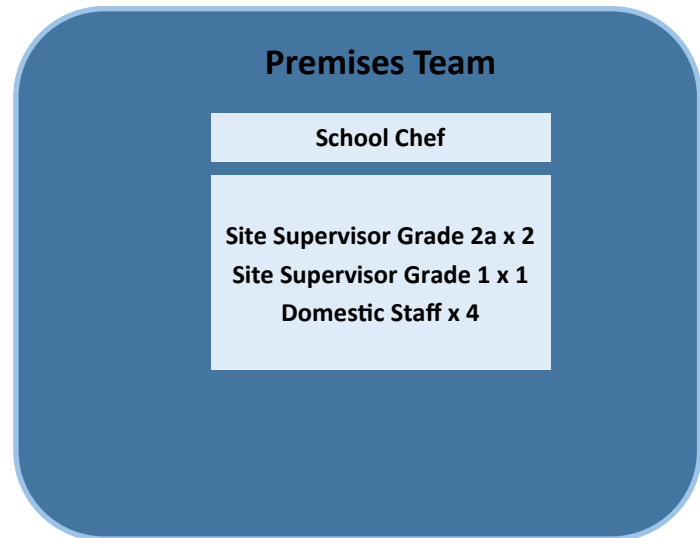 Premises Team
School Chef
Site Supervisor Grade 2a x 2
Site Supervisor Grade 1 x 1
Domestic Staff x 4